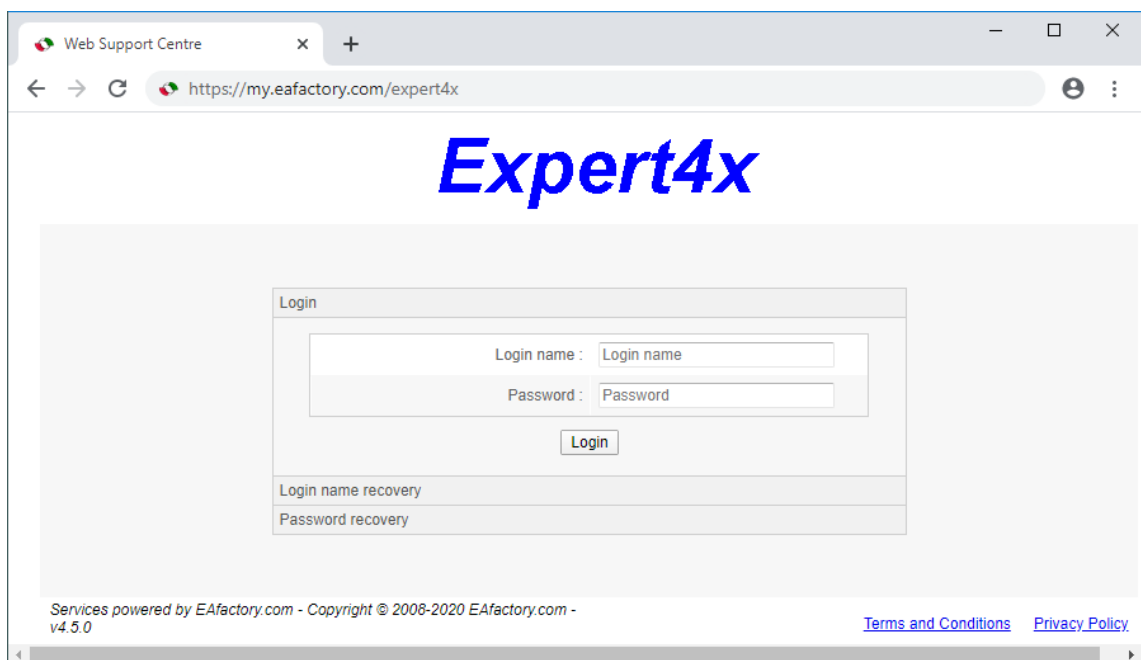 Web Support Centre
https://my.eafactory.com/expert4x
Expert4x
Login
Login name : Login name
Password : Password
Login
Login name recovery
Password recovery
Services powered by EAfactory.com - Copyright © 2008-2020 EAfactory.com -
v4.5.0
Terms and Conditions Privacy Policy